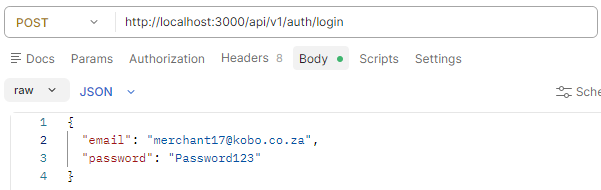 POST http://localhost:3000/api/v1/auth/login
Docs Params Authorization Headers 8 Body Scripts Settings
raw JSON Sche
1 {
2 "email": "merchant17@kobo.co.za",
3 "password": "Password123"
4 }